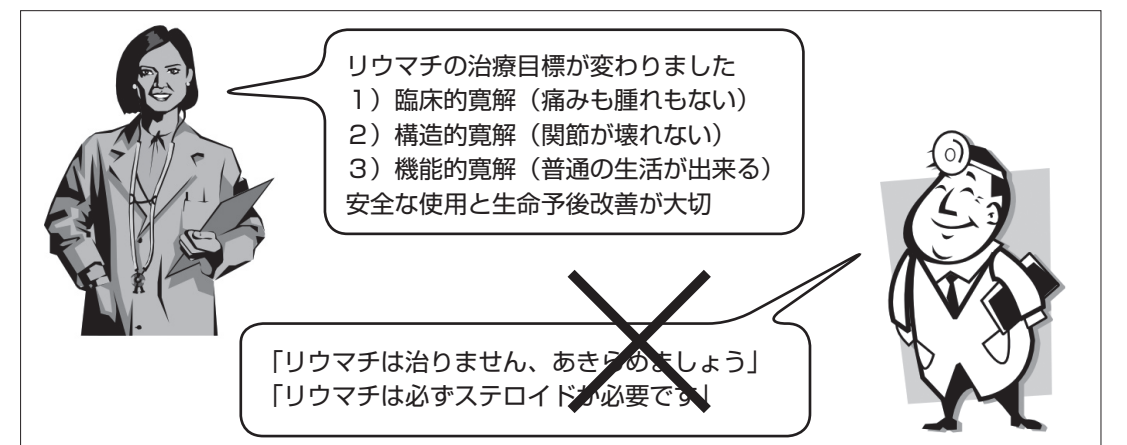 リウマチの治療目標が変わりました
１）臨床的寛解（痛みも腫れもない）
２）構造的寛解（関節が壊れない）
３）機能的寛解（普通の生活が出来る）
安全な使用と生命予後改善が大切
「リウマチは治りません、あきらめましょう」
「リウマチは必ずステロイドが必要です」